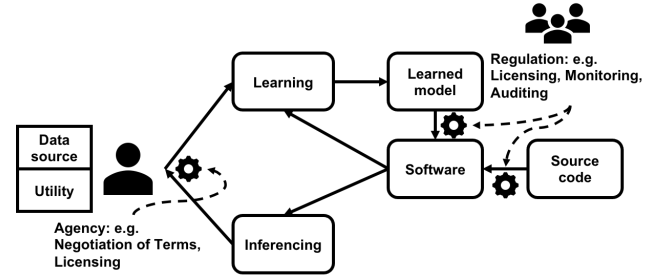 Regulation: e.g.
Licensing, Monitoring,
Auditing
Learning
Learned
model
Data
source
Utility
Software
Source
code
Agency: e.g.
Negotiation of Terms,
Licensing
Inferencing